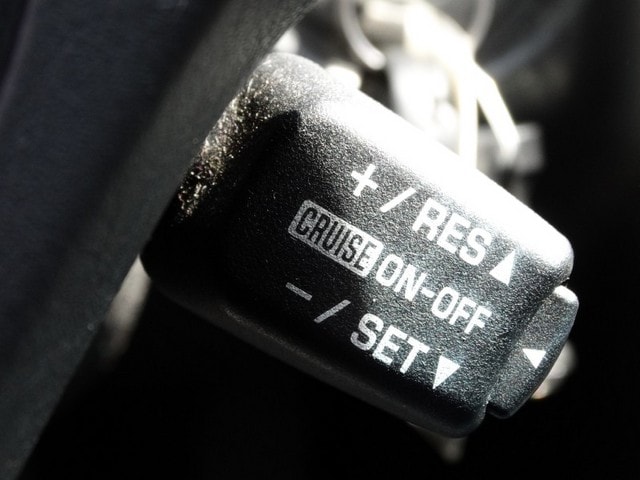 +/RES▲
CRUISE ON-OFF ◀
-/SET▼